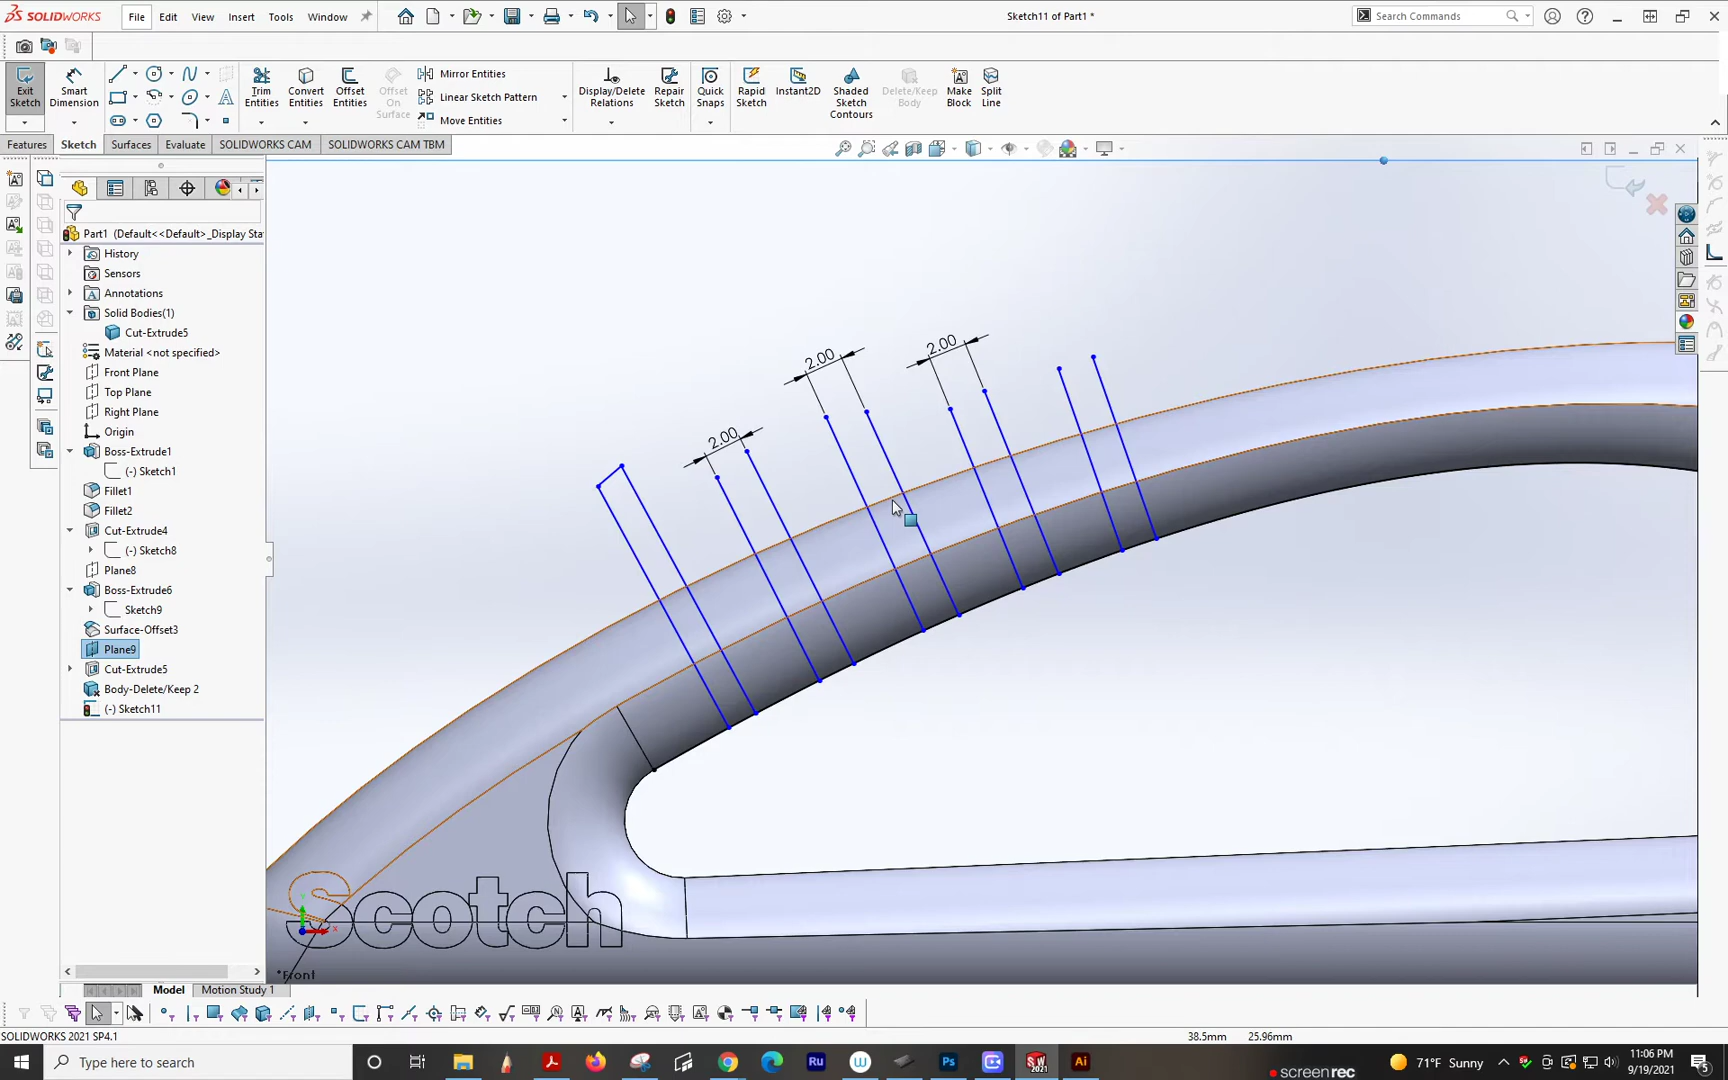 SOLIDWORKS File Edit View Insert Tools Window Sketch11 of Part1 * Search Commands
Exit Sketch Smart Dimension Trim Entities Convert Entities Offset Entities Offset On Surface Mirror Entities Linear Sketch Pattern Move Entities Display/Delete Relations Repair Sketch Quick Snaps Rapid Sketch Instant2D Shaded Sketch Contours Delete/Keep Body Make Block Split Line
Features Sketch Surfaces Evaluate SOLIDWORKS CAM SOLIDWORKS CAM TBM
Part1 (Default<<Default>_Display Sta
History
Sensors
Annotations
Solid Bodies(1)
Cut-Extrude5
Material <not specified>
Front Plane
Top Plane
Right Plane
Origin
Boss-Extrude1
(-) Sketch1
Fillet1
Fillet2
Cut-Extrude4
(-) Sketch8
Plane8
Boss-Extrude6
Sketch9
Surface-Offset3
Plane9
Cut-Extrude5
Body-Delete/Keep 2
(-) Sketch11
2.00
2.00
2.00
Scotch
Y
X
*Front
Model Motion Study 1
SOLIDWORKS 2021 SP4.1 38.5mm 25.96mm
Type here to search Ru W Ps SW 2021 Ai 71°F Sunny 11:06 PM
9/19/2021 5
screenrec